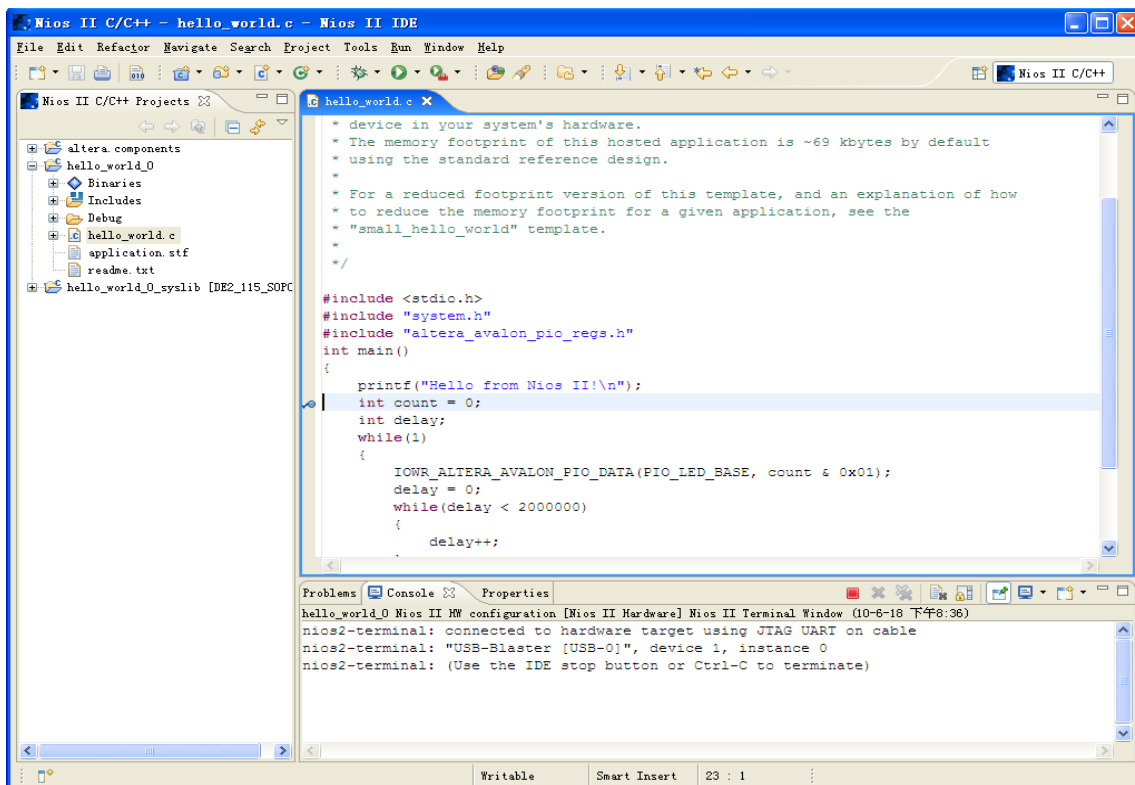 Nios II C/C++ - hello_world.c - Nios II IDE
File Edit Refactor Navigate Search Project Tools Run Window Help
Nios II C/C++
Nios II C/C++ Projects
altera.components
hello_world_0
Binaries
Includes
Debug
hello_world.c
application.stf
readme.txt
hello_world_0_syslib [DE2_115_SOPC
hello_world.c
* device in your system's hardware.
* The memory footprint of this hosted application is ~69 kbytes by default
* using the standard reference design.
*
* For a reduced footprint version of this template, and an explanation of how
* to reduce the memory footprint for a given application, see the
* "small_hello_world" template.
*
*/
#include <stdio.h>
#include "system.h"
#include "altera_avalon_pio_regs.h"
int main()
{
printf("Hello from Nios II!\n");
int count = 0;
int delay;
while(1)
{
IOWR_ALTERA_AVALON_PIO_DATA(PIO_LED_BASE, count & 0x01);
delay = 0;
while(delay < 2000000)
{
delay++;
Problems Console Properties
hello_world_0 Nios II HW configuration [Nios II Hardware] Nios II Terminal Window (10-6-18 下午8:36)
nios2-terminal: connected to hardware target using JTAG UART on cable
nios2-terminal: "USB-Blaster [USB-0]", device 1, instance 0
nios2-terminal: (Use the IDE stop button or Ctrl-C to terminate)
Writable Smart Insert 23 : 1